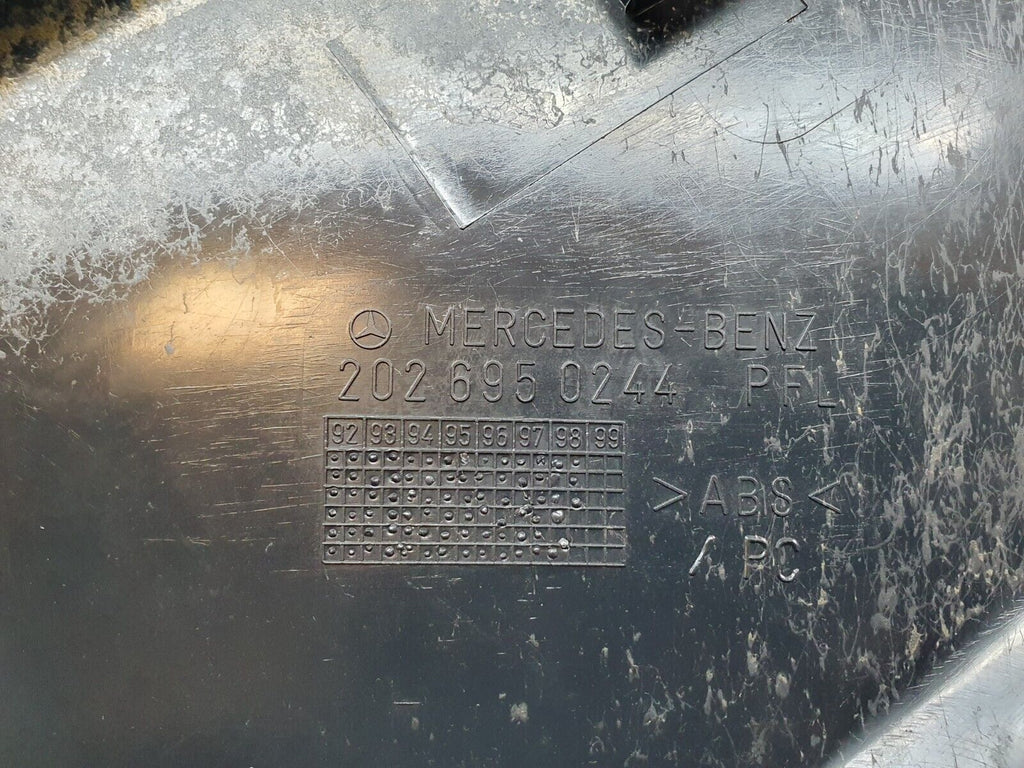 MERCEDES-BENZ
202 695 0244 PFL
92 93 94 95 96 97 98 99
>ABS<
/ PC